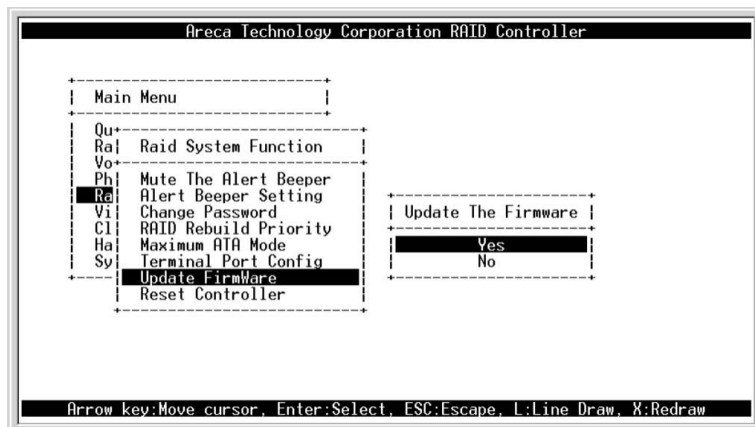 Areca Technology Corporation RAID Controller
Main Menu
Qu
Ra
Vo
Ph
Ra
Vi
Cl
Ha
Sy
Raid System Function
Mute The Alert Beeper
Alert Beeper Setting
Change Password
RAID Rebuild Priority
Maximum ATA Mode
Terminal Port Config
Update FirmWare
Reset Controller
Update The Firmware
Yes
No
Arrow key:Move cursor, Enter:Select, ESC:Escape, L:Line Draw, X:Redraw